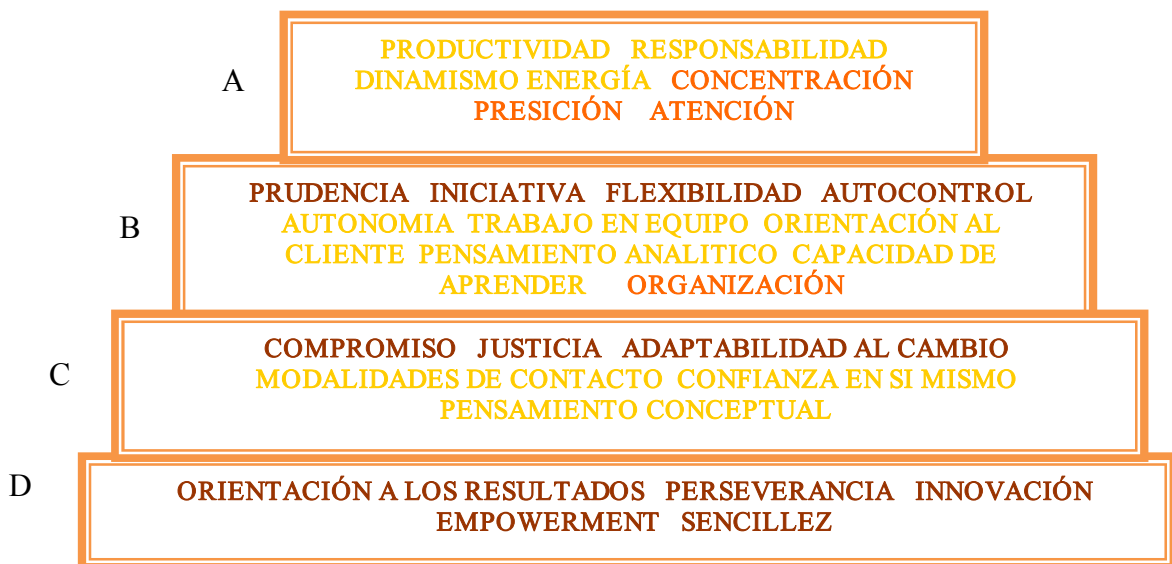 PRODUCTIVIDAD RESPONSABILIDAD
A DINAMISMO ENERGÍA CONCENTRACIÓN
PRESICIÓN ATENCIÓN
PRUDENCIA INICIATIVA FLEXIBILIDAD AUTOCONTROL
B AUTONOMIA TRABAJO EN EQUIPO ORIENTACIÓN AL
CLIENTE PENSAMIENTO ANALITICO CAPACIDAD DE
APRENDER ORGANIZACIÓN
COMPROMISO JUSTICIA ADAPTABILIDAD AL CAMBIO
C MODALIDADES DE CONTACTO CONFIANZA EN SI MISMO
PENSAMIENTO CONCEPTUAL
D ORIENTACIÓN A LOS RESULTADOS PERSEVERANCIA INNOVACIÓN
EMPOWERMENT SENCILLEZ